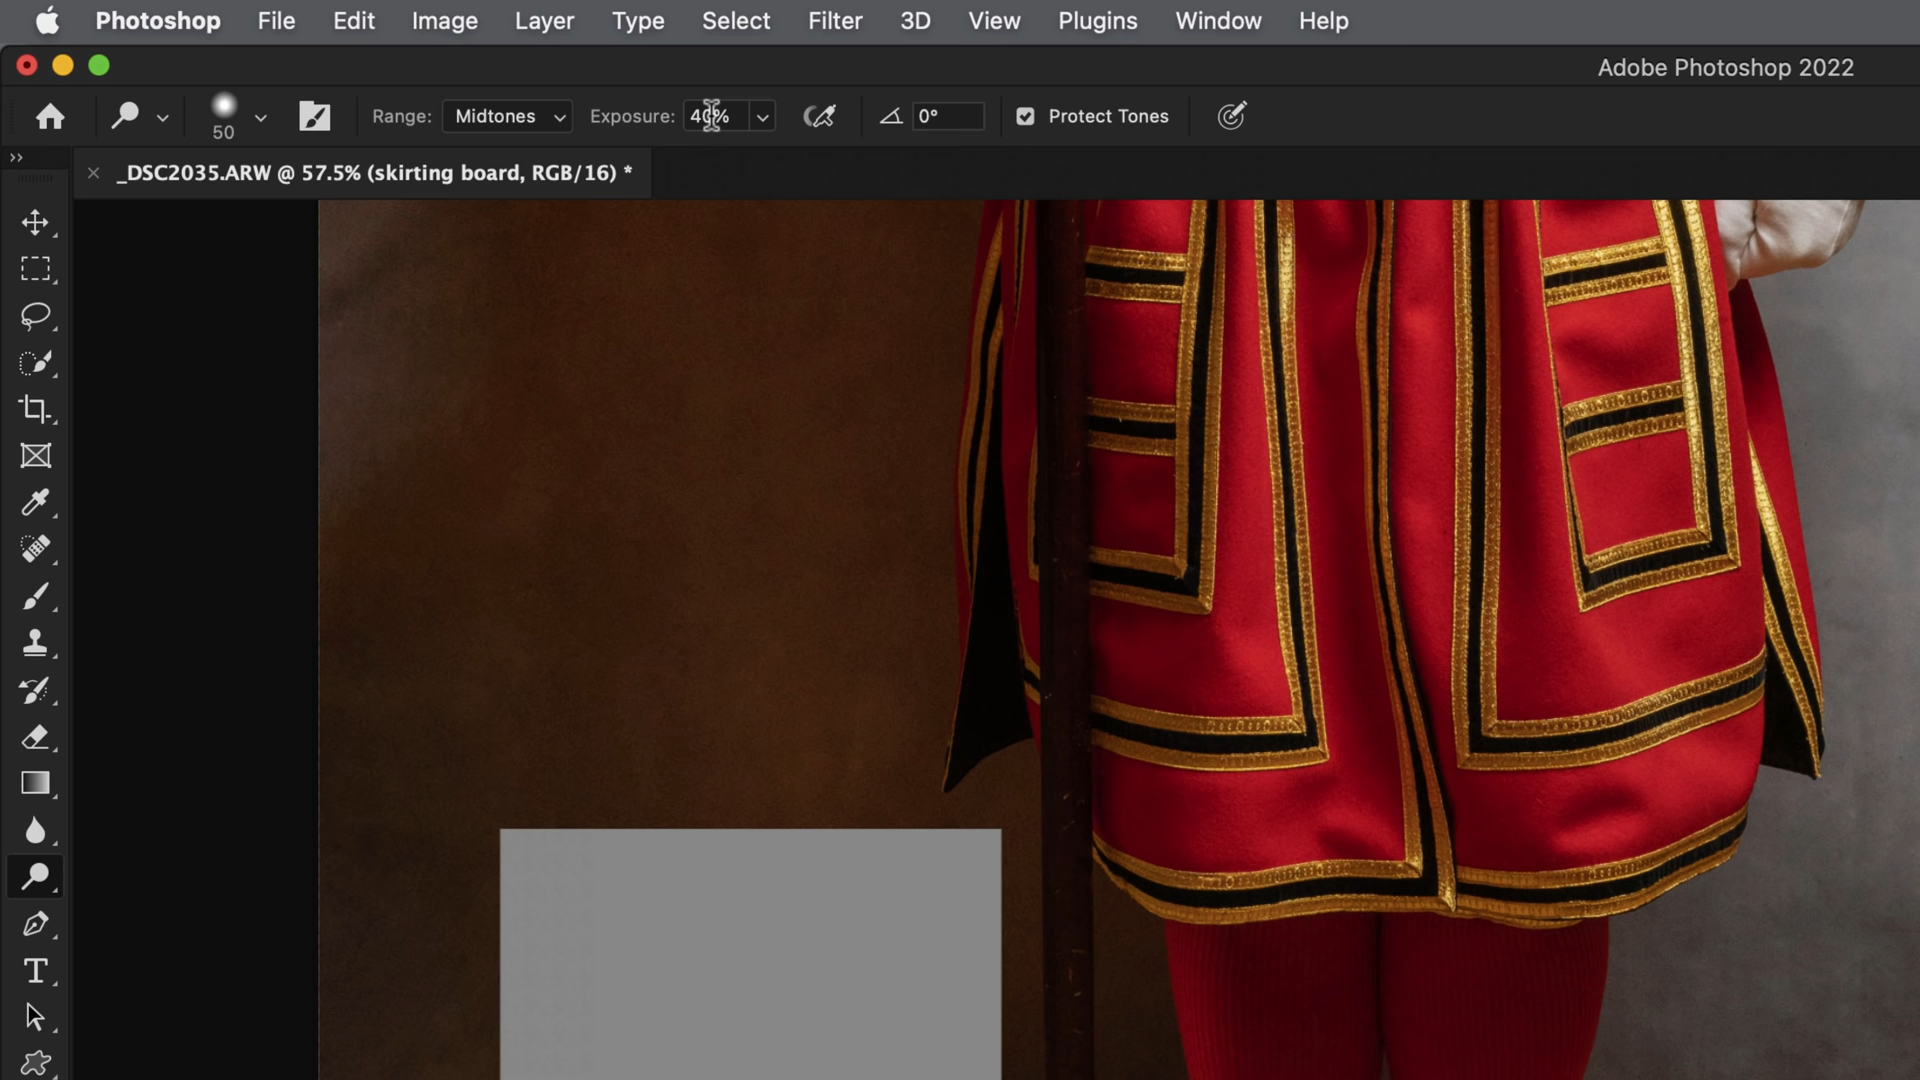 Photoshop File Edit Image Layer Type Select Filter 3D View Plugins Window Help
Adobe Photoshop 2022
50 Range: Midtones Exposure: 40% 0° Protect Tones
_DSC2035.ARW @ 57.5% (skirting board, RGB/16) *